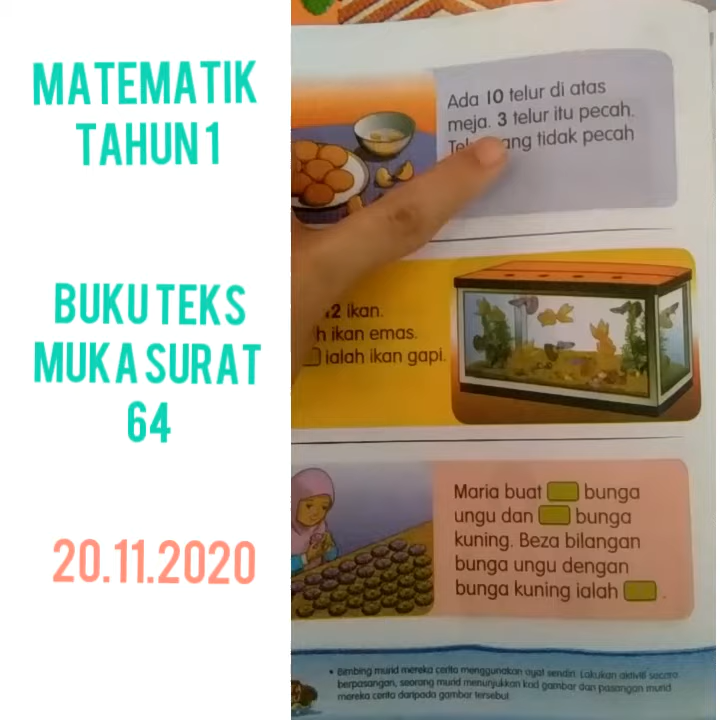 MATEMATIK
TAHUN 1
BUKU TEKS
MUKA SURAT
64
20.11.2020
Ada 10 telur di atas
meja. 3 telur itu pecah.
tidak pecah
12 ikan.
ikan emas.
ialah ikan gapi.
Maria buat bunga
ungu dan bunga
kuning. Beza bilangan
bunga ungu dengan
bunga kuning ialah .
• Bimbing murid mereka cerita menggunakan ayat sendiri. Lakukan aktiviti secara
berpasangan, seorang murid menunjukkan kad gambar dan pasangan murid
mereka cerita daripada gambar tersebut.